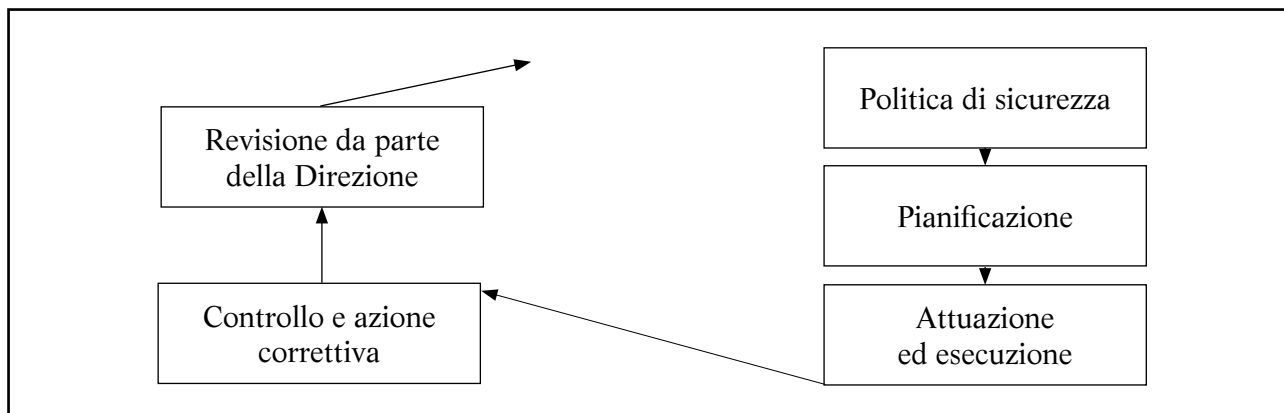 Politica di sicurezza
Revisione da parte
della Direzione
Pianificazione
Controllo e azione
correttiva
Attuazione
ed esecuzione